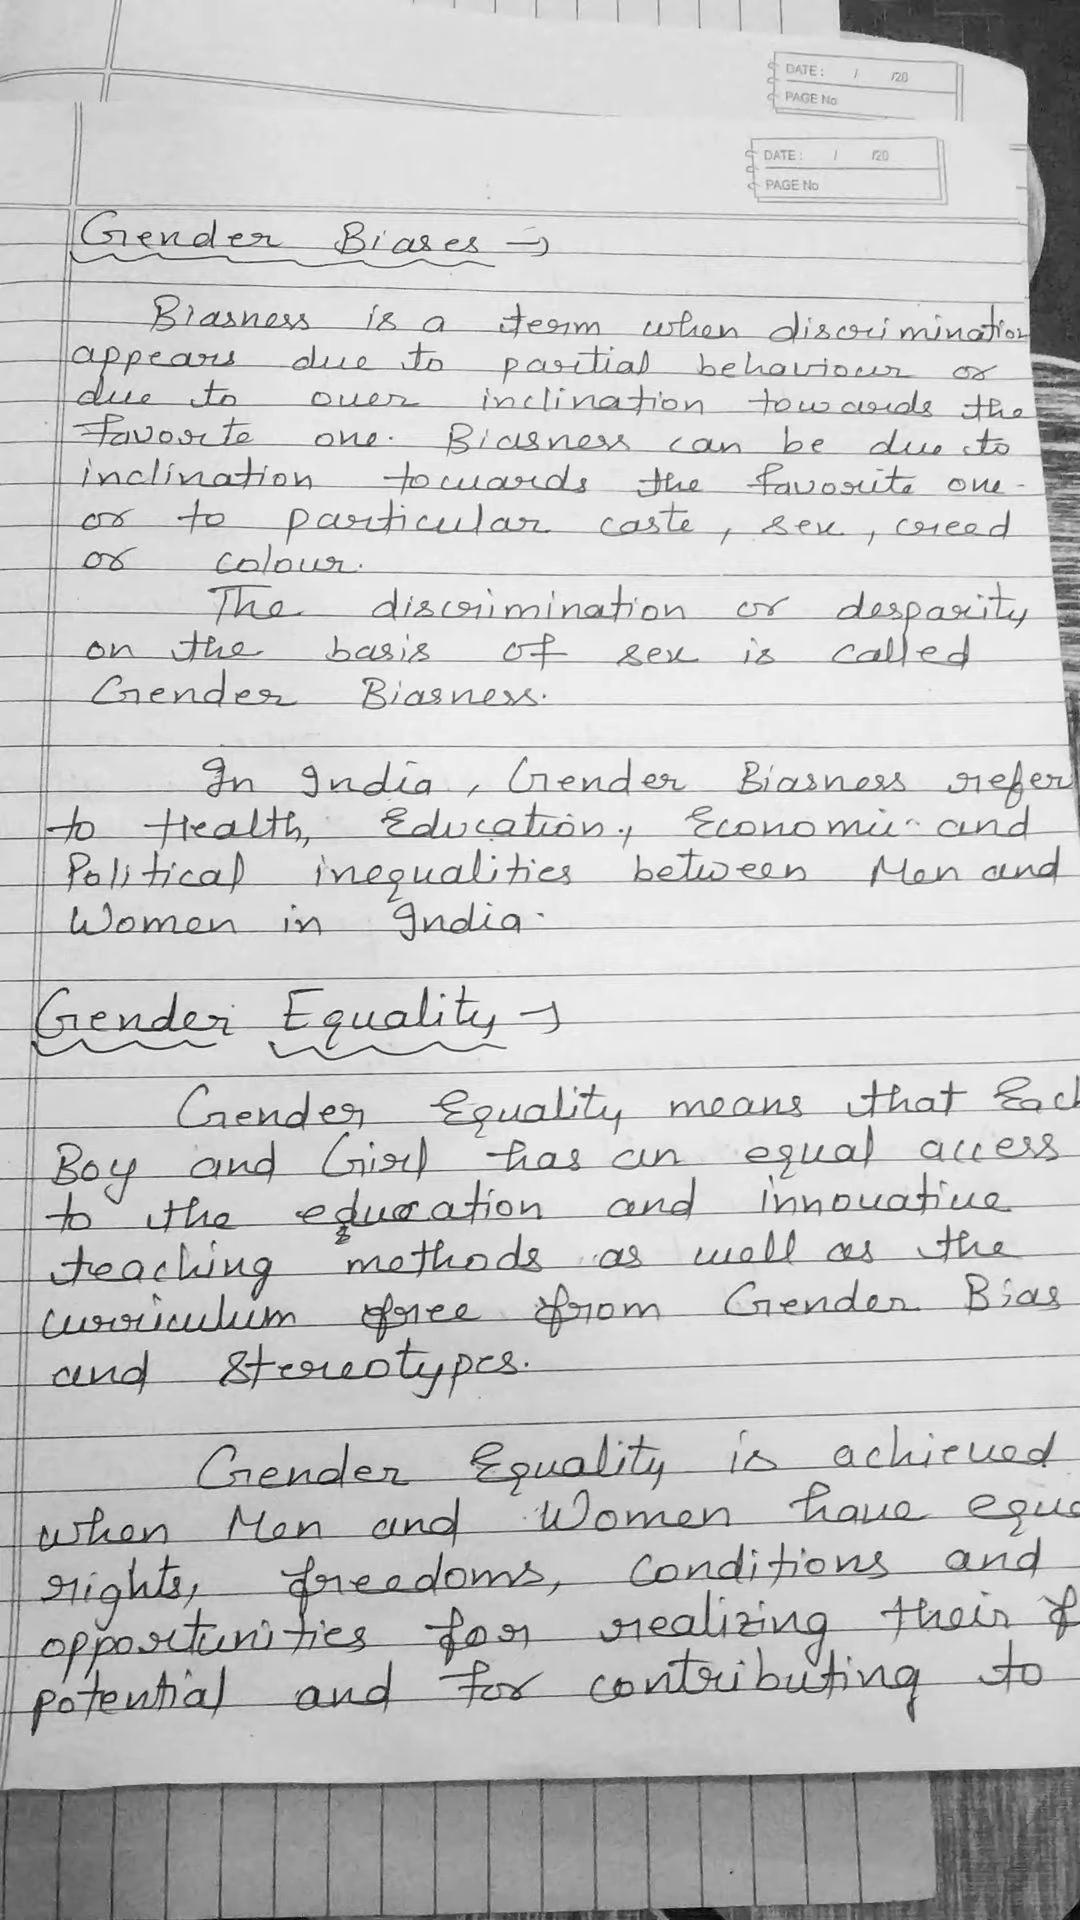 DATE: / /20
PAGE No
DATE: / /20
PAGE No
Gender Biases →
Biasness is a term when discrimination
appears due to partial behaviour or
due to over inclination towards the
favorite one. Biasness can be due to
inclination towards the favorite one.
or to particular caste, sex, creed
or colour.
The discrimination or desparity
on the basis of sex is called
Gender Biasness.
In India, Gender Biasness refer
to Health, Education, Economic and
Political inequalities between Men and
Women in India.
Gender Equality →
Gender Equality means that Each
Boy and Girl has an equal access
to the education and innovative
teaching methods as well as the
curriculum free from Gender Bias
and Stereotypes.
Gender Equality is achieved
when Men and Women have equa
rights, freedoms, conditions and
opportunities for realizing their f
potential and for contributing to